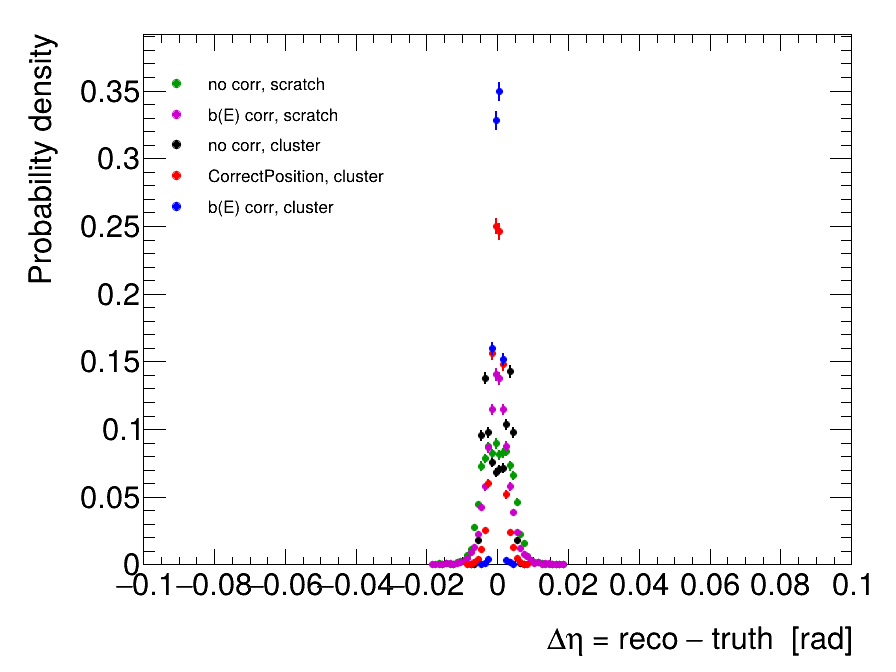 Probability density
0.35
0.3
0.25
0.2
0.15
0.1
0.05
0
no corr, scratch
b(E) corr, scratch
no corr, cluster
CorrectPosition, cluster
b(E) corr, cluster
−0.1 −0.08 −0.06 −0.04 −0.02 0 0.02 0.04 0.06 0.08 0.1
Δη = reco − truth [rad]